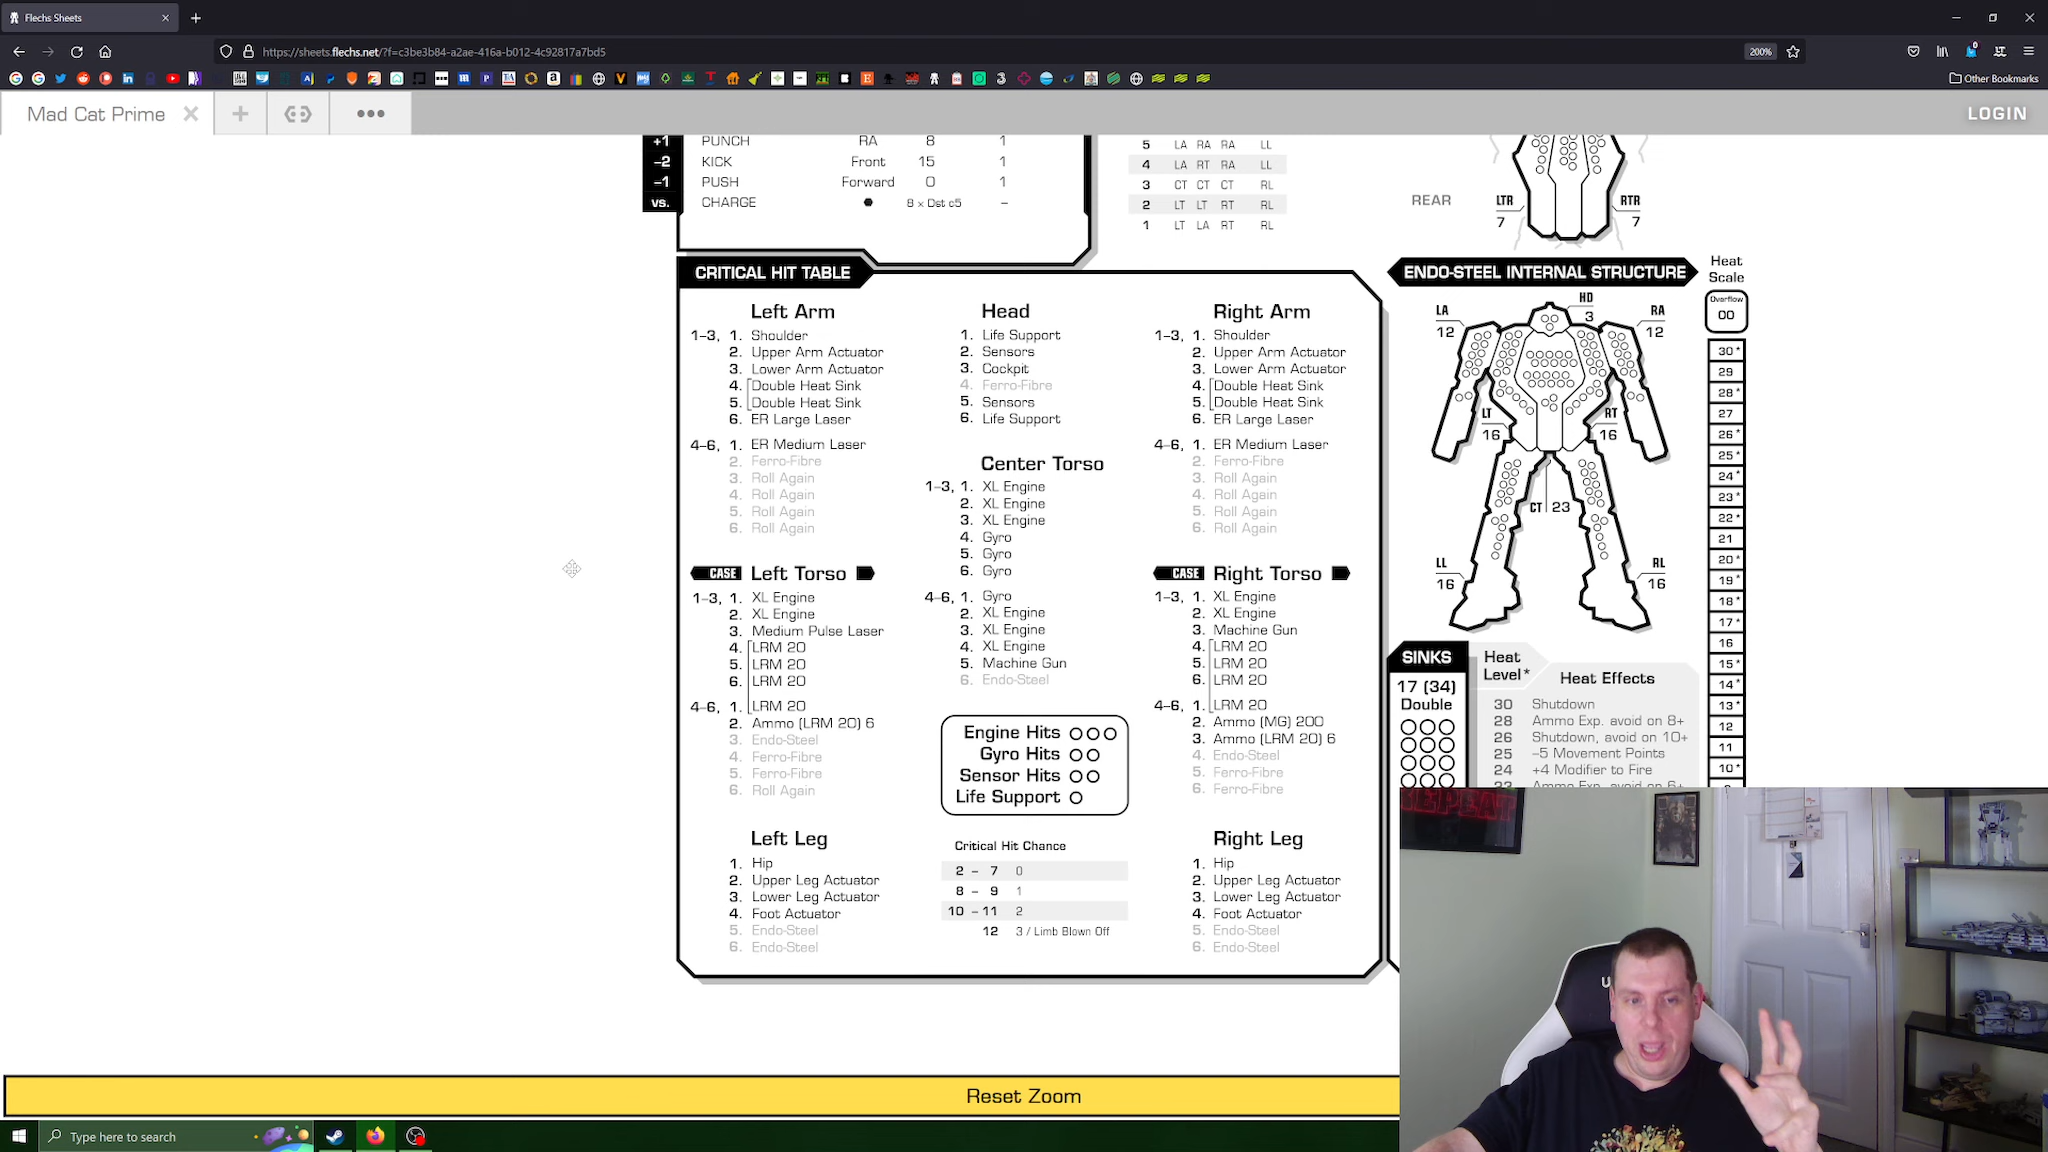 Flechs Sheets
https://sheets.flechs.net/?f=c3be3b84-a2ae-416a-b012-4c92817a7bd5
200%
Other Bookmarks
Mad Cat Prime
LOGIN
+1 PUNCH RA 8 1
-2 KICK Front 15 1
-1 PUSH Forward 0 1
vs. CHARGE 8 × Dst c5 –
5 LA RA RA LL
4 LA RT RA LL
3 CT CT CT RL
2 LT LT RT RL
1 LT LA RT RL
REAR
LTR
7
RTR
7
CRITICAL HIT TABLE
Left Arm
1–3, 1. Shoulder
2. Upper Arm Actuator
3. Lower Arm Actuator
4. Double Heat Sink
5. Double Heat Sink
6. ER Large Laser
4–6, 1. ER Medium Laser
2. Ferro-Fibre
3. Roll Again
4. Roll Again
5. Roll Again
6. Roll Again
CASE Left Torso
1–3, 1. XL Engine
2. XL Engine
3. Medium Pulse Laser
4. LRM 20
5. LRM 20
6. LRM 20
4–6, 1. LRM 20
2. Ammo (LRM 20) 6
3. Endo-Steel
4. Ferro-Fibre
5. Ferro-Fibre
6. Roll Again
Left Leg
1. Hip
2. Upper Leg Actuator
3. Lower Leg Actuator
4. Foot Actuator
5. Endo-Steel
6. Endo-Steel
Head
1. Life Support
2. Sensors
3. Cockpit
4. Ferro-Fibre
5. Sensors
6. Life Support
Center Torso
1–3, 1. XL Engine
2. XL Engine
3. XL Engine
4. Gyro
5. Gyro
6. Gyro
4–6, 1. Gyro
2. XL Engine
3. XL Engine
4. XL Engine
5. Machine Gun
6. Endo-Steel
Engine Hits
Gyro Hits
Sensor Hits
Life Support
Critical Hit Chance
2 – 7 0
8 – 9 1
10 – 11 2
12 3 / Limb Blown Off
Right Arm
1–3, 1. Shoulder
2. Upper Arm Actuator
3. Lower Arm Actuator
4. Double Heat Sink
5. Double Heat Sink
6. ER Large Laser
4–6, 1. ER Medium Laser
2. Ferro-Fibre
3. Roll Again
4. Roll Again
5. Roll Again
6. Roll Again
CASE Right Torso
1–3, 1. XL Engine
2. XL Engine
3. Machine Gun
4. LRM 20
5. LRM 20
6. LRM 20
4–6, 1. LRM 20
2. Ammo (MG) 200
3. Ammo (LRM 20) 6
4. Endo-Steel
5. Ferro-Fibre
6. Ferro-Fibre
Right Leg
1. Hip
2. Upper Leg Actuator
3. Lower Leg Actuator
4. Foot Actuator
5. Endo-Steel
6. Endo-Steel
ENDO-STEEL INTERNAL STRUCTURE
HD
3
LA
12
RA
12
LT
16
RT
16
CT 23
LL
16
RL
16
SINKS
17 (34)
Double
Heat
Level*
Heat Effects
30 Shutdown
28 Ammo Exp. avoid on 8+
26 Shutdown, avoid on 10+
25 –5 Movement Points
24 +4 Modifier to Fire
23 Ammo Exp. avoid on 6+
Heat
Scale
Overflow
00
30*
29
28*
27
26*
25*
24*
23*
22*
21
20*
19*
18*
17*
16
15*
14*
13*
12
11
10*
REPEAT
Reset Zoom
Type here to search